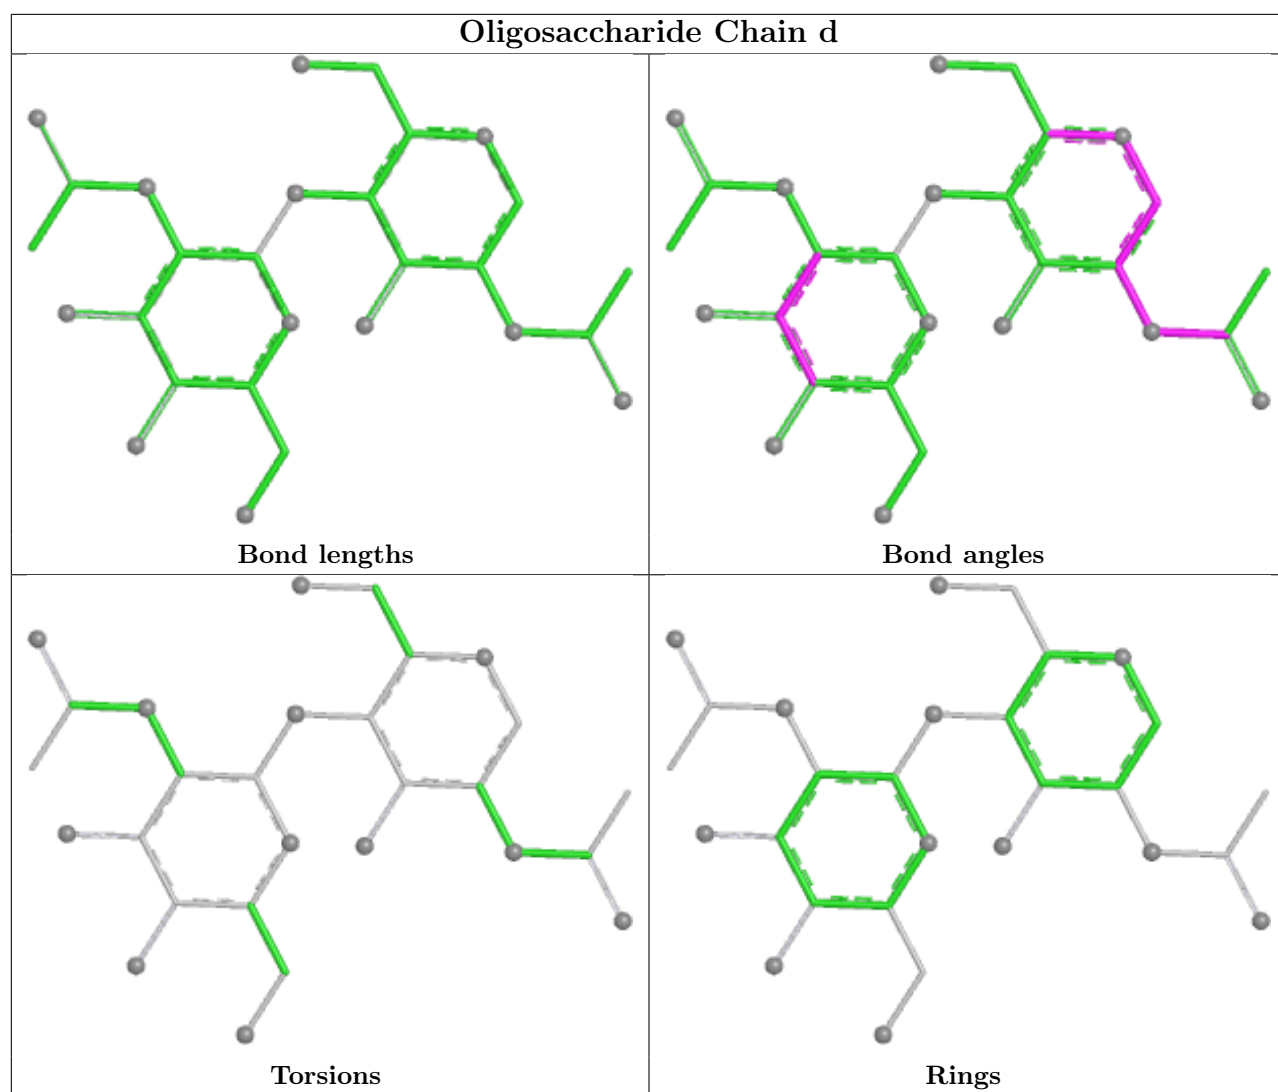 Oligosaccharide Chain d
Bond lengths
Bond angles
Torsions
Rings